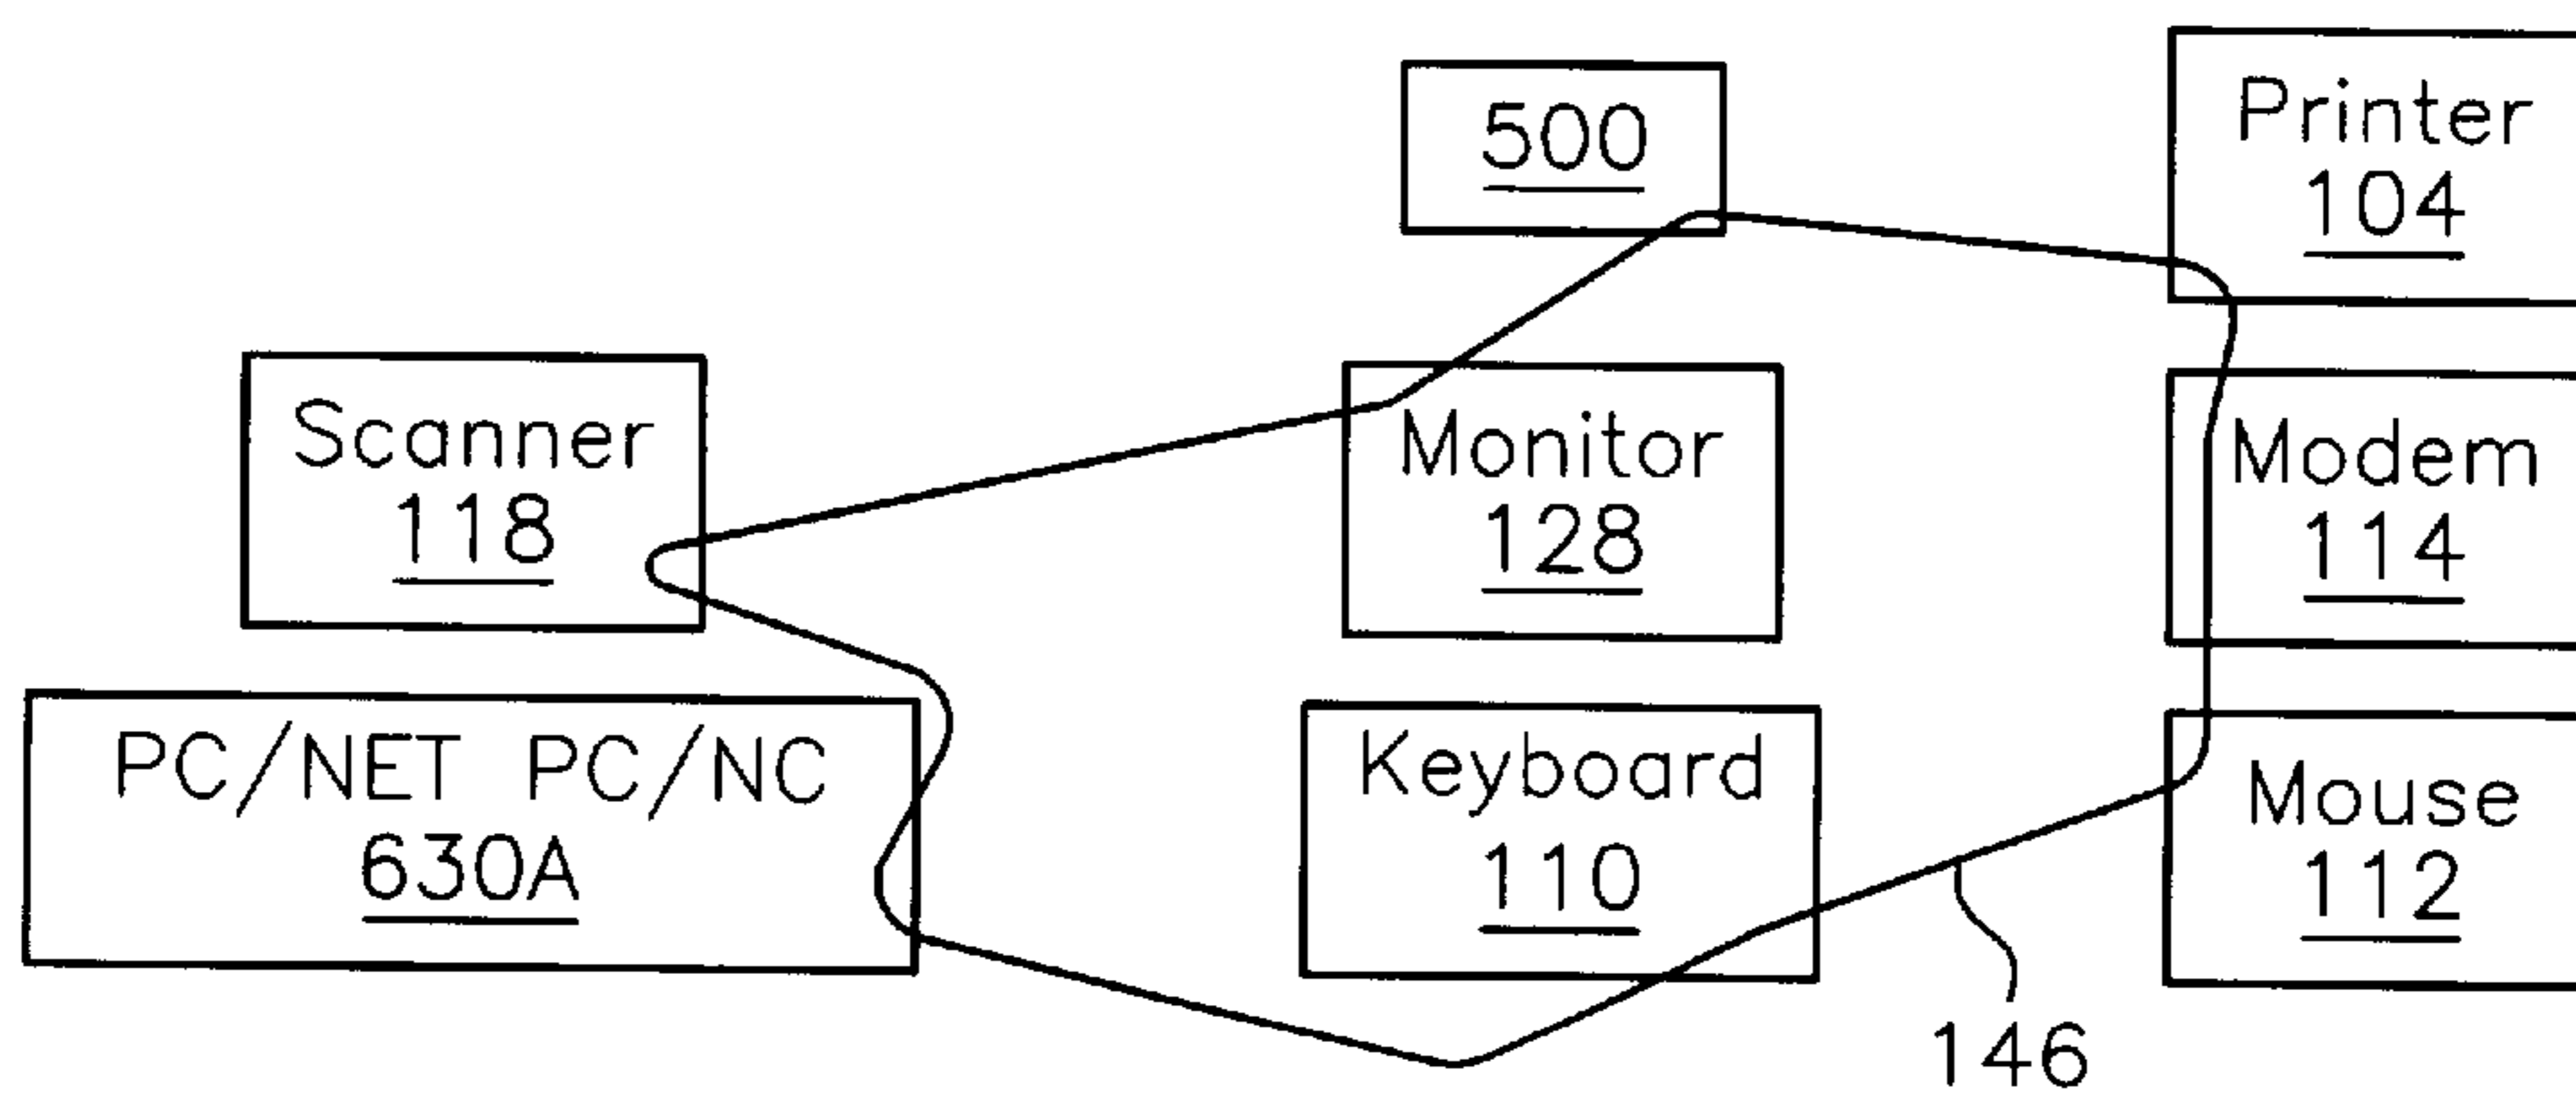 500
Printer
104
Scanner
118
Monitor
128
Modem
114
PC/NET PC/NC
630A
Keyboard
110
Mouse
112
146